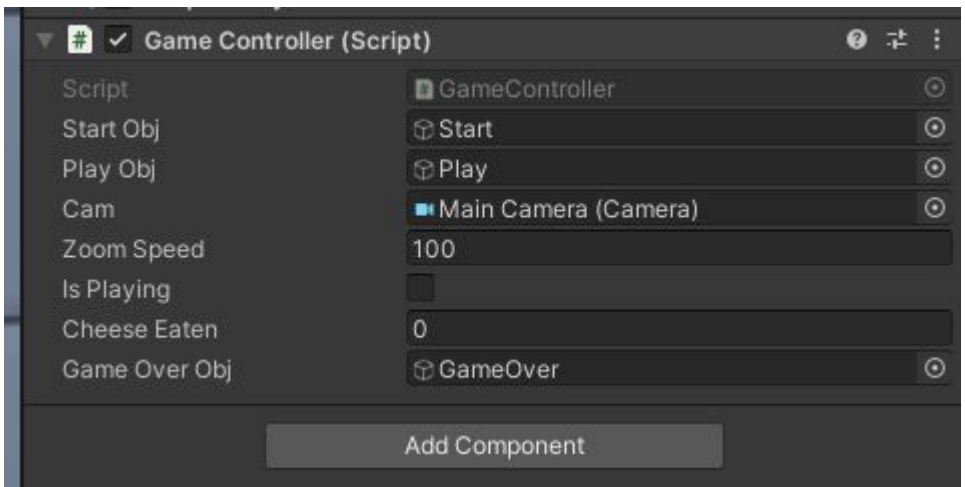 # Game Controller (Script)
Script # GameController
Start Obj Start
Play Obj Play
Cam Main Camera (Camera)
Zoom Speed 100
Is Playing
Cheese Eaten 0
Game Over Obj GameOver
Add Component